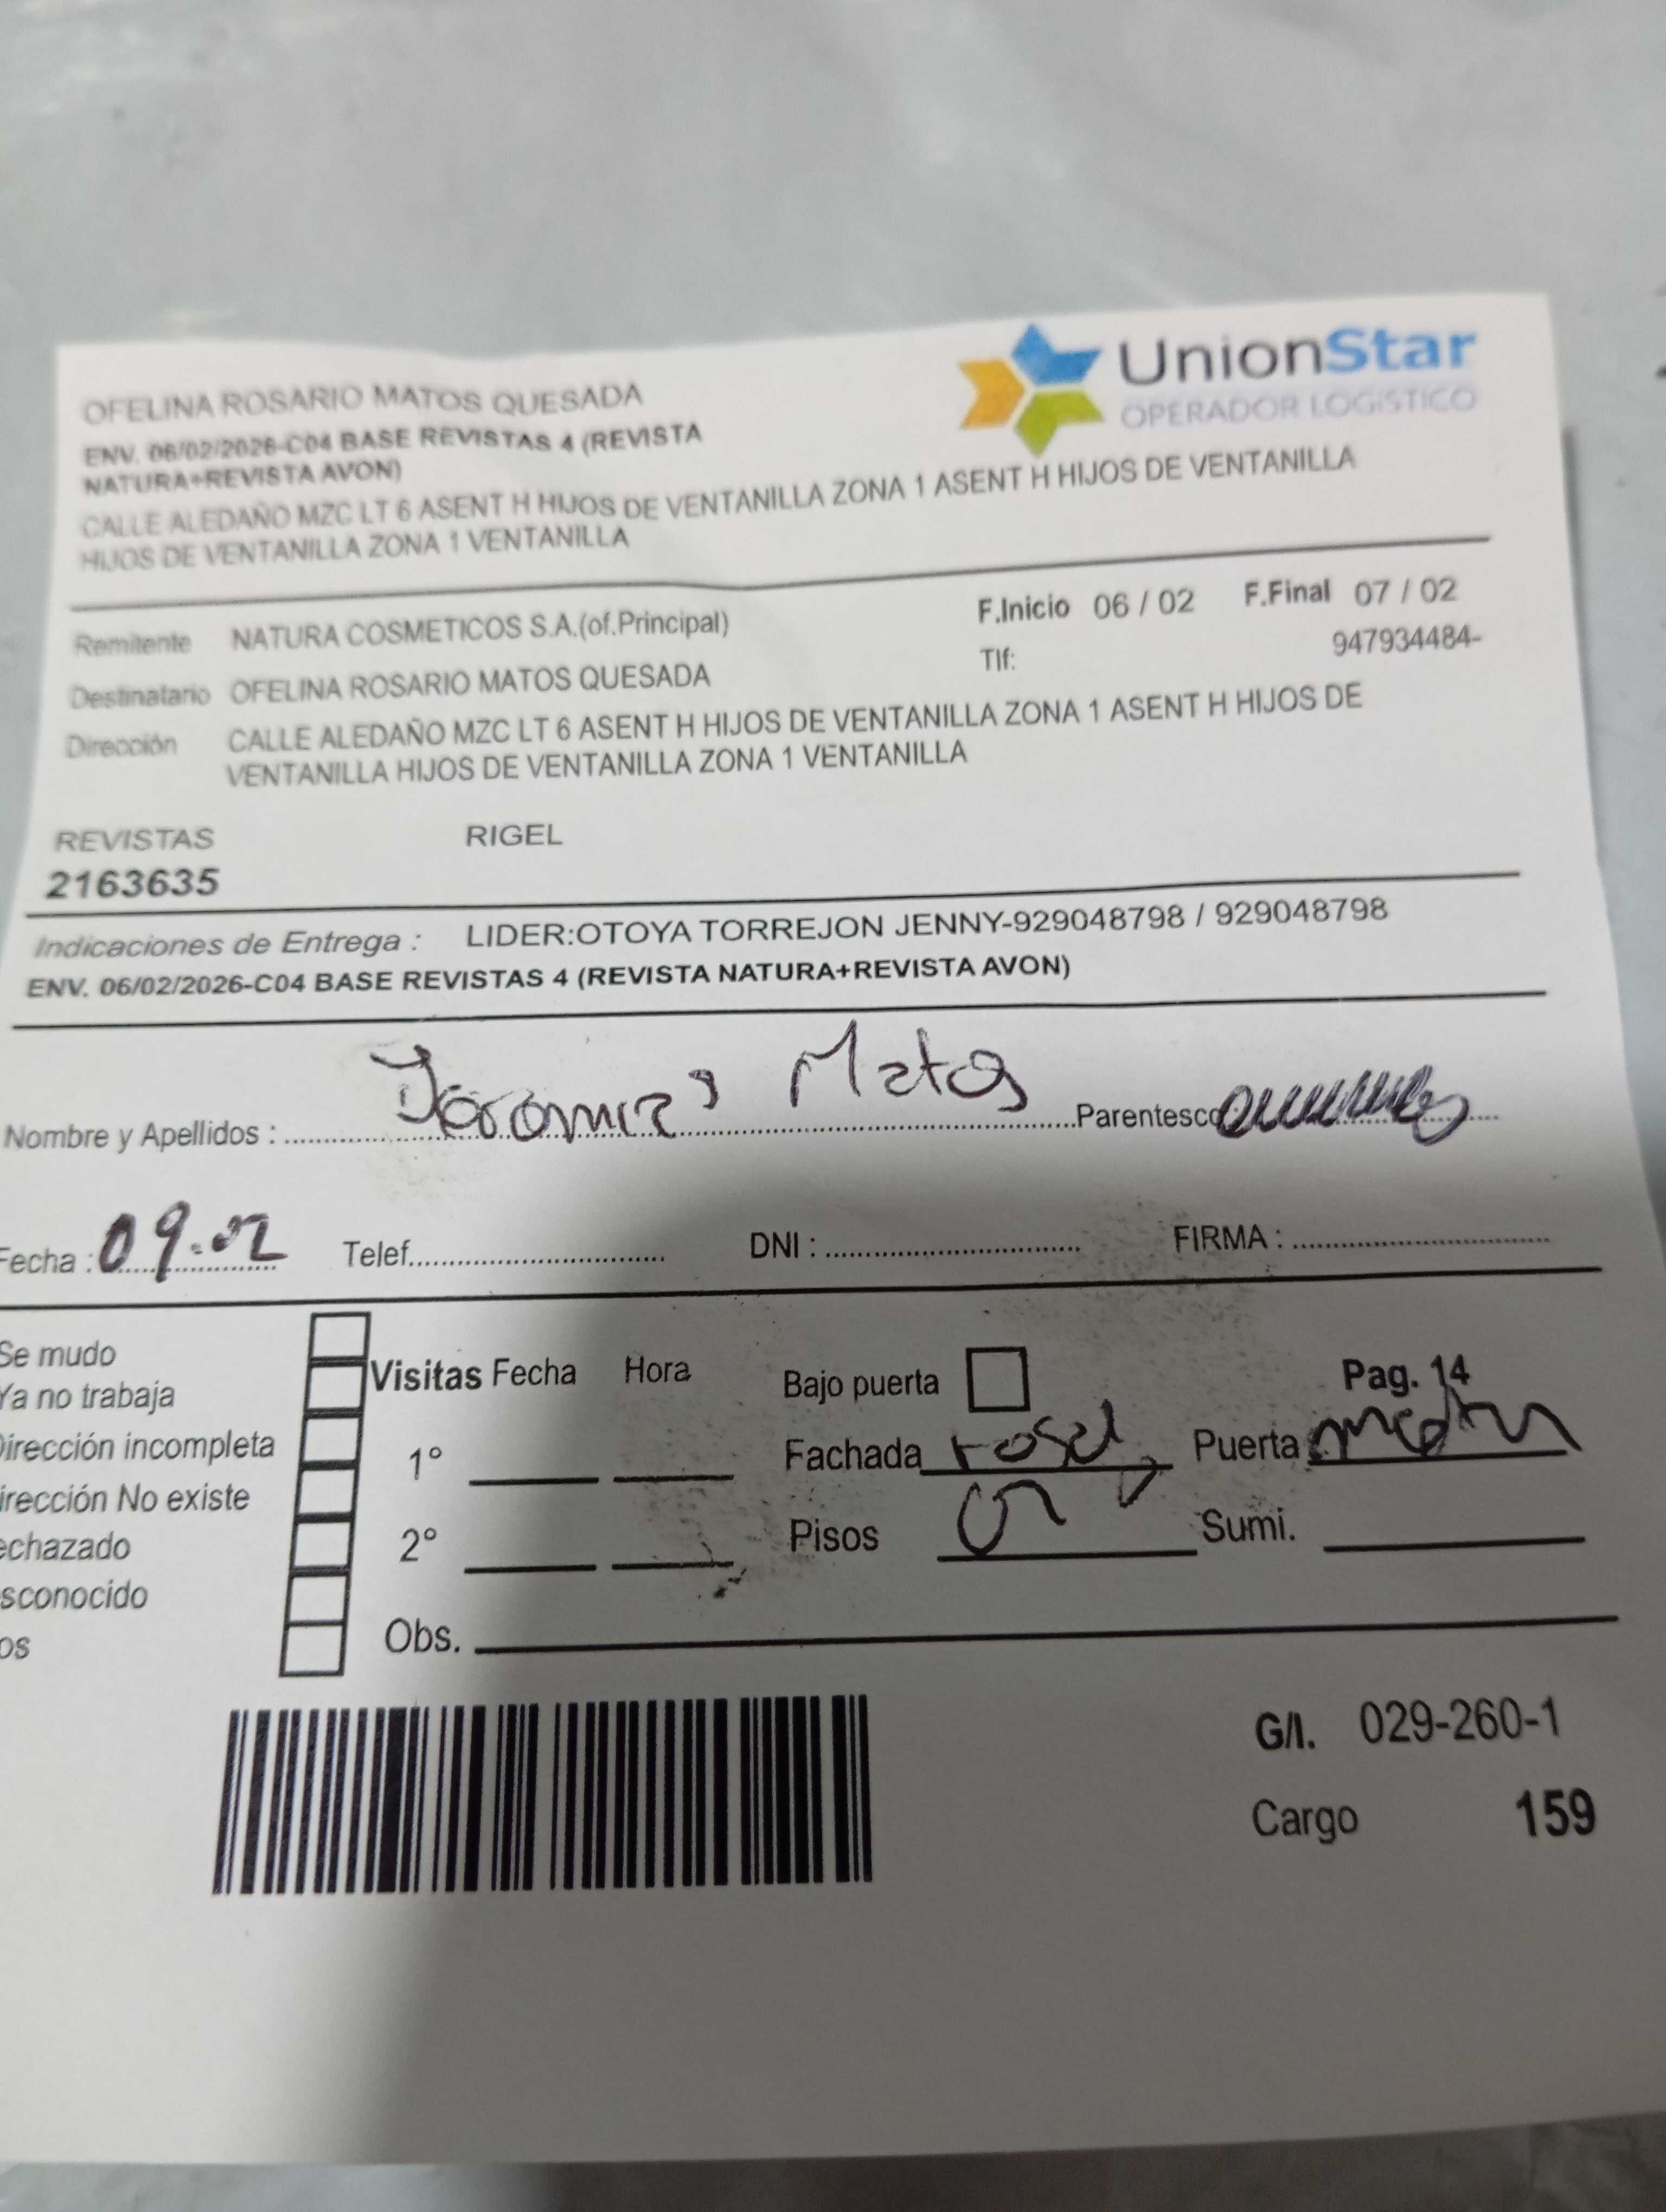 UnionStar
OPERADOR LOGÍSTICO
OFELINA ROSARIO MATOS QUESADA
ENV. 06/02/2026-C04 BASE REVISTAS 4 (REVISTA
NATURA+REVISTA AVON)
CALLE ALEDAÑO MZC LT 6 ASENT H HIJOS DE VENTANILLA ZONA 1 ASENT H HIJOS DE VENTANILLA
HIJOS DE VENTANILLA ZONA 1 VENTANILLA
Remitente NATURA COSMETICOS S.A.(of.Principal) F.Inicio 06 / 02 F.Final 07 / 02
Destinatario OFELINA ROSARIO MATOS QUESADA Tlf: 947934484-
Dirección CALLE ALEDAÑO MZC LT 6 ASENT H HIJOS DE VENTANILLA ZONA 1 ASENT H HIJOS DE
VENTANILLA HIJOS DE VENTANILLA ZONA 1 VENTANILLA
REVISTAS RIGEL
2163635
Indicaciones de Entrega : LIDER:OTOYA TORREJON JENNY-929048798 / 929048798
ENV. 06/02/2026-C04 BASE REVISTAS 4 (REVISTA NATURA+REVISTA AVON)
Nombre y Apellidos : Matos Parentesco
Fecha : 09-02 Telef. DNI : FIRMA :
Se mudo
Ya no trabaja
Dirección incompleta
irección No existe
echazado
sconocido
os
Visitas Fecha Hora
1°
2°
Obs.
Bajo puerta Pag. 14
Fachada Puerta
Pisos Sumi.
G/I. 029-260-1
Cargo 159